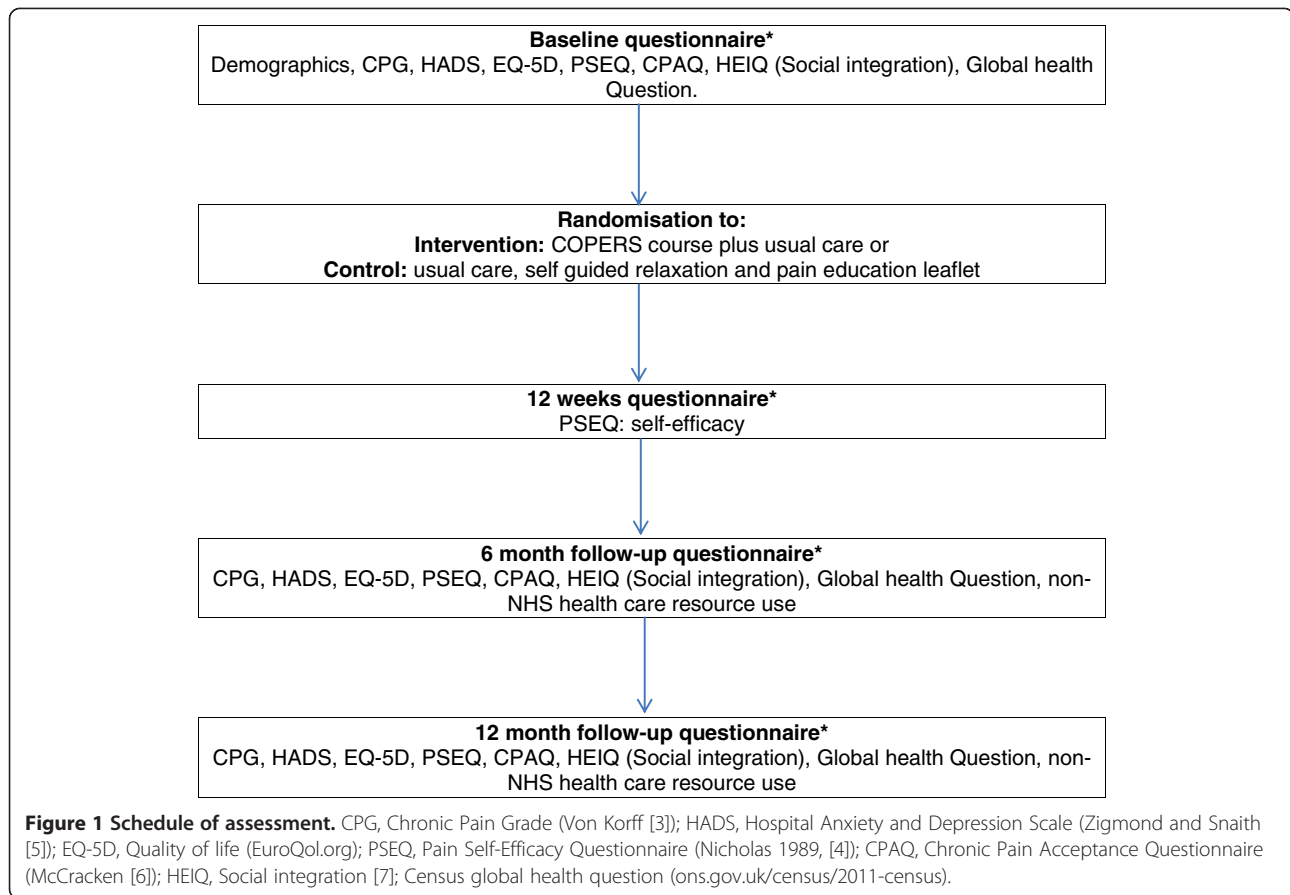 Baseline questionnaire*
Demographics, CPG, HADS, EQ-5D, PSEQ, CPAQ, HEIQ (Social integration), Global health
Question.
Randomisation to:
Intervention: COPERS course plus usual care or
Control: usual care, self guided relaxation and pain education leaflet
12 weeks questionnaire*
PSEQ: self-efficacy
6 month follow-up questionnaire*
CPG, HADS, EQ-5D, PSEQ, CPAQ, HEIQ (Social integration), Global health Question, non-
NHS health care resource use
12 month follow-up questionnaire*
CPG, HADS, EQ-5D, PSEQ, CPAQ, HEIQ (Social integration), Global health Question, non-
NHS health care resource use
Figure 1 Schedule of assessment. CPG, Chronic Pain Grade (Von Korff [3]); HADS, Hospital Anxiety and Depression Scale (Zigmond and Snaith
[5]); EQ-5D, Quality of life (EuroQol.org); PSEQ, Pain Self-Efficacy Questionnaire (Nicholas 1989, [4]); CPAQ, Chronic Pain Acceptance Questionnaire
(McCracken [6]); HEIQ, Social integration [7]; Census global health question (ons.gov.uk/census/2011-census).